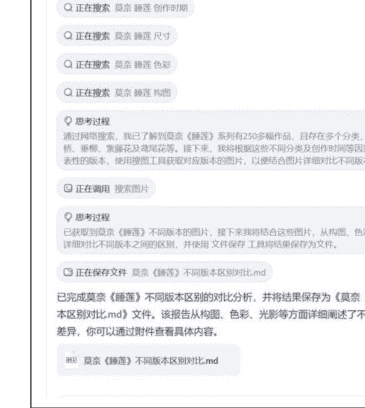 正在搜索 莫奈 睡莲 创作时期
正在搜索 莫奈 睡莲 尺寸
正在搜索 莫奈 睡莲 色彩
正在搜索 莫奈 睡莲 构图
思考过程
通过网络搜索，我已了解到莫奈《睡莲》系列有250多幅作品，且存在多个分类，
桥、垂柳、紫藤花及鸢尾花等。接下来，我将根据这些不同分类及创作时间等因
表性的版本，使用搜图工具获取对应版本的图片，以便结合图片详细对比不同版
正在调用 搜索图片
思考过程
已获取到莫奈《睡莲》不同版本的图片，接下来我将结合这些图片，从构图、色
详细对比不同版本之间的区别，并使用 文件保存 工具将结果保存为文件。
正在保存文件 莫奈《睡莲》不同版本区别对比.md
已完成莫奈《睡莲》不同版本区别的对比分析，并将结果保存为《莫奈
本区别对比.md》文件。该报告从构图、色彩、光影等方面详细阐述了不
差异，你可以通过附件查看具体内容。
莫奈《睡莲》不同版本区别对比.md